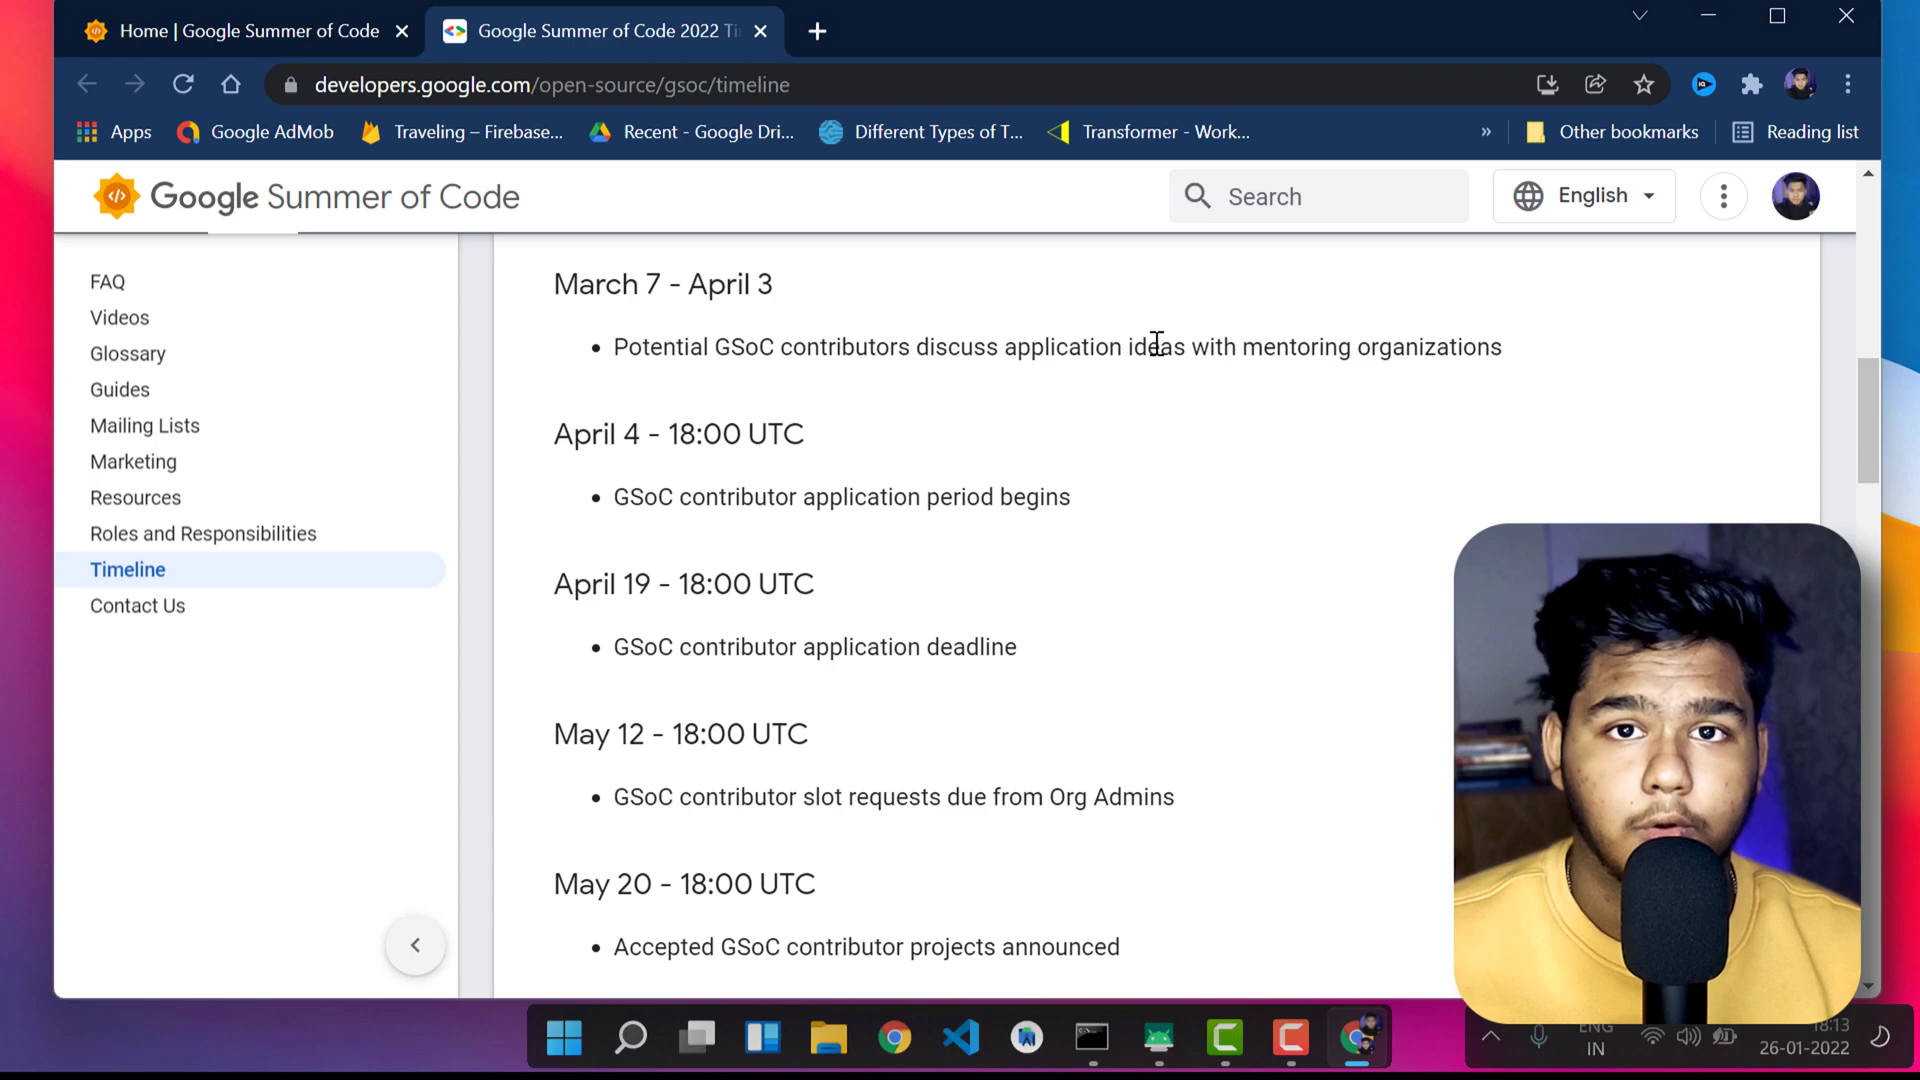 Home | Google Summer of Code
Google Summer of Code 2022 Ti
developers.google.com/open-source/gsoc/timeline
Apps
Google AdMob
Traveling – Firebase...
Recent - Google Dri...
Different Types of T...
Transformer - Work...
»
Other bookmarks
Reading list
Google Summer of Code
Search
English
FAQ
Videos
Glossary
Guides
Mailing Lists
Marketing
Resources
Roles and Responsibilities
Timeline
Contact Us
March 7 - April 3
• Potential GSoC contributors discuss application ideas with mentoring organizations
April 4 - 18:00 UTC
• GSoC contributor application period begins
April 19 - 18:00 UTC
• GSoC contributor application deadline
May 12 - 18:00 UTC
• GSoC contributor slot requests due from Org Admins
May 20 - 18:00 UTC
• Accepted GSoC contributor projects announced
ENG
IN
18:13
26-01-2022